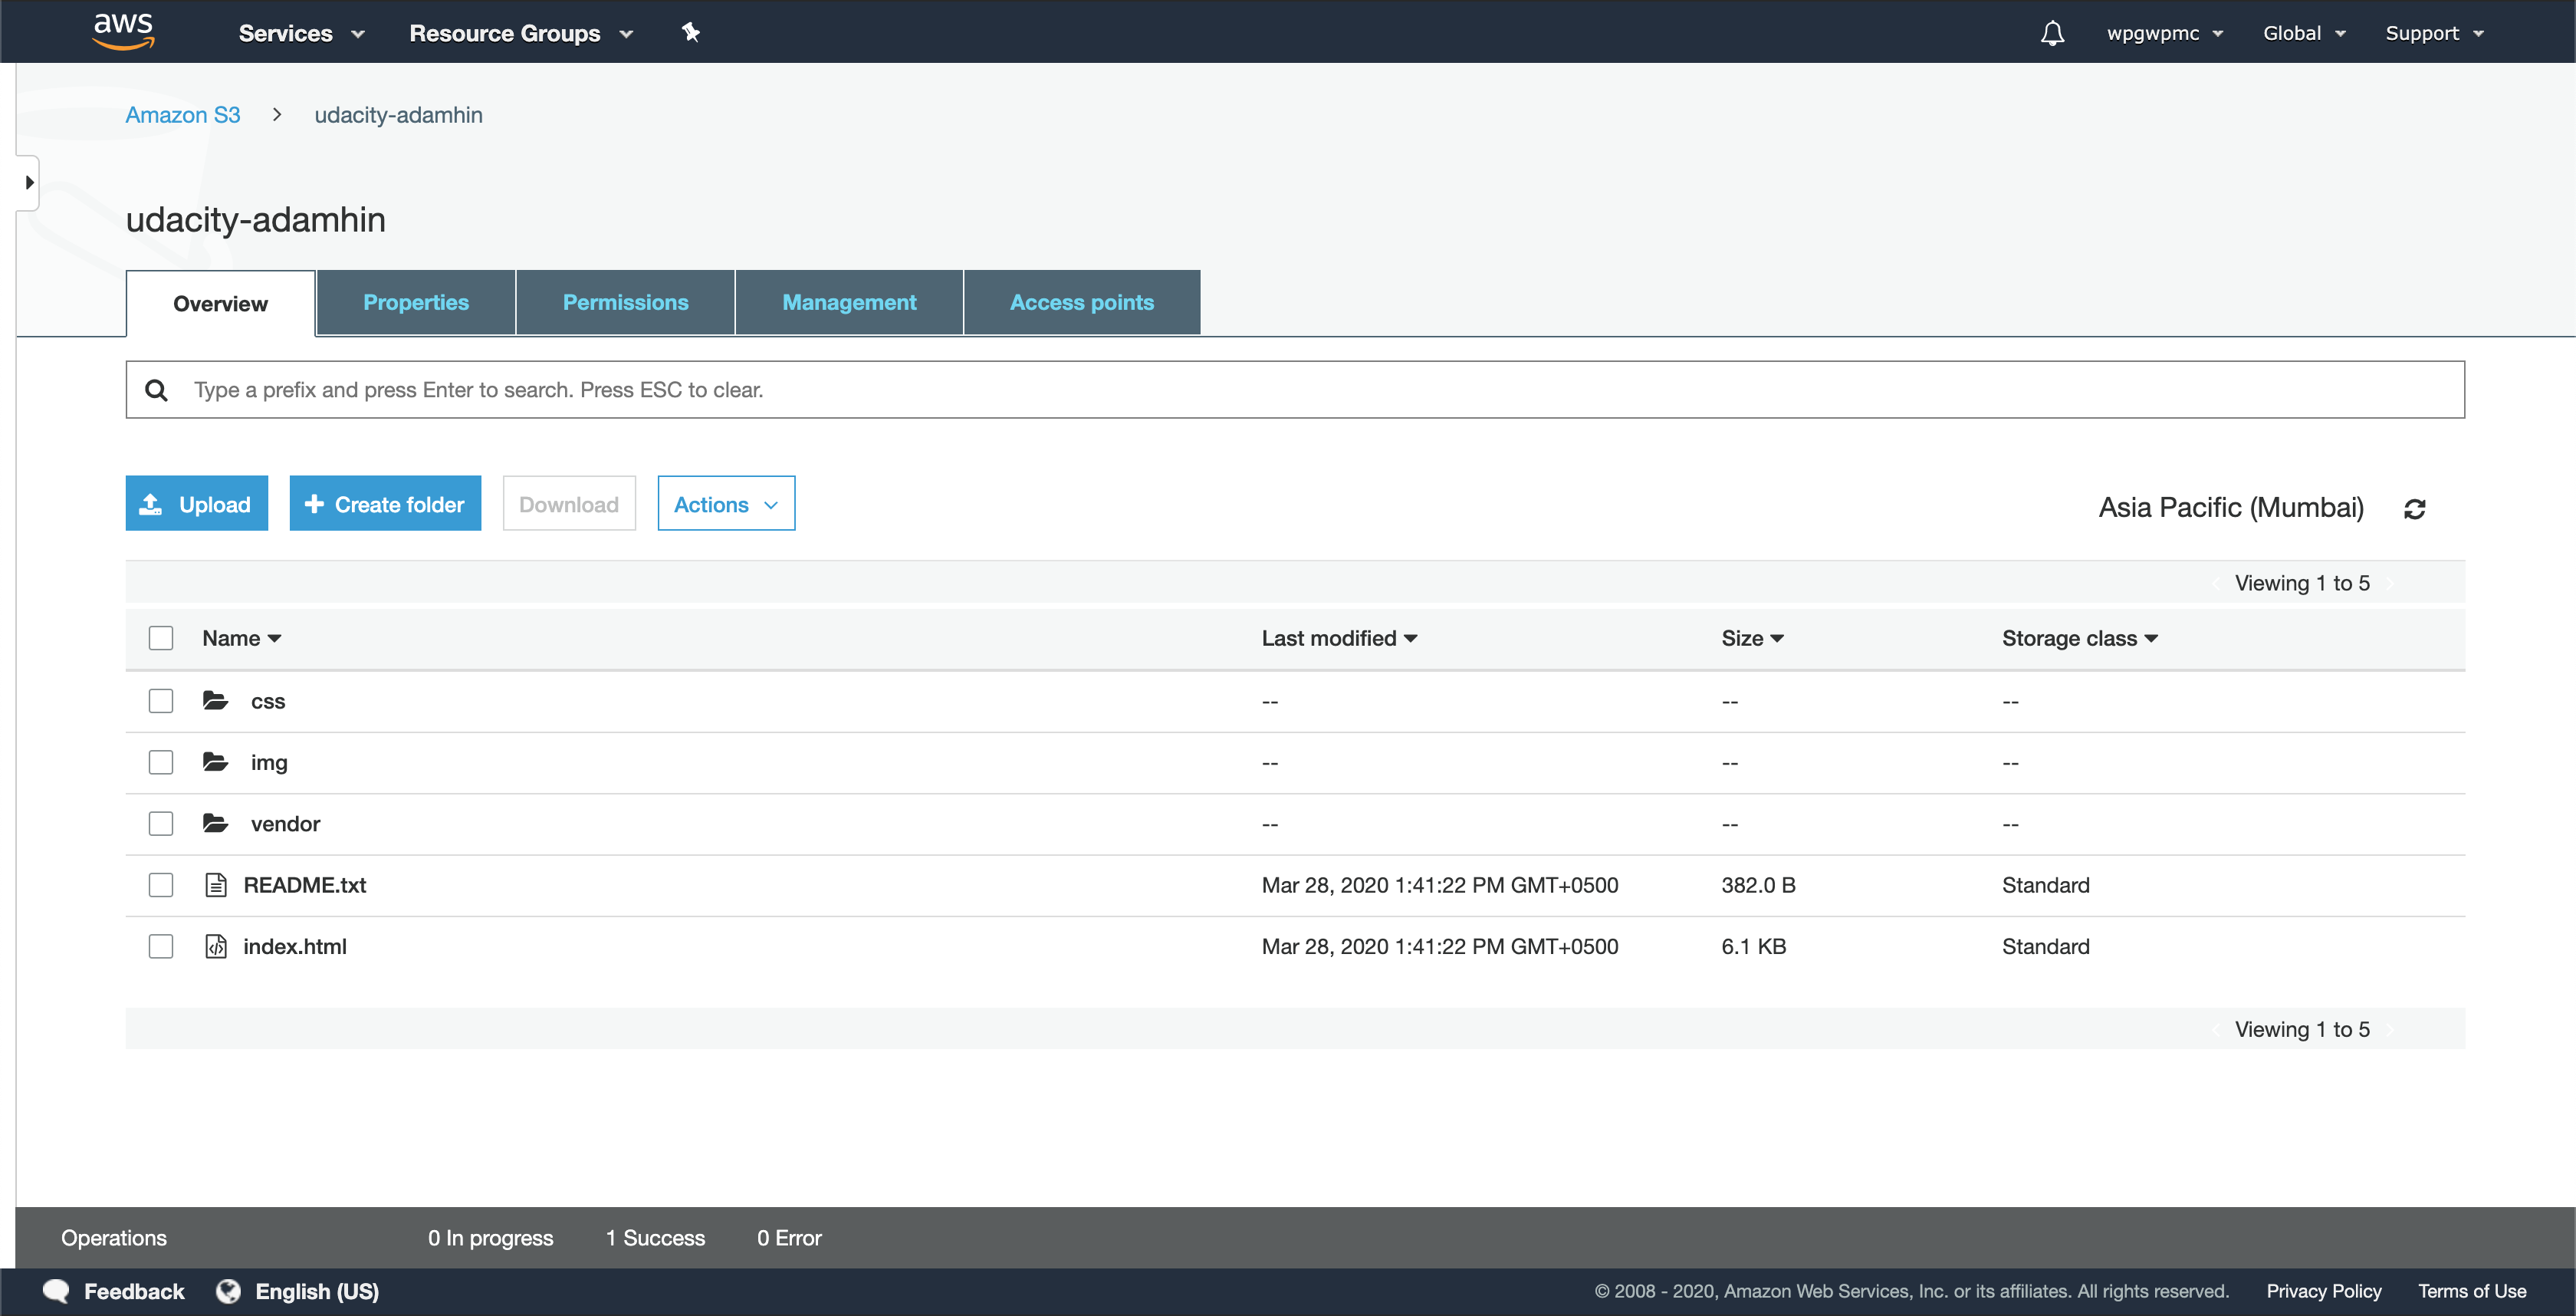 aws Services Resource Groups wpgwpmc Global Support
Amazon S3 > udacity-adamhin
udacity-adamhin
Overview Properties Permissions Management Access points
Type a prefix and press Enter to search. Press ESC to clear.
Upload + Create folder Download Actions Asia Pacific (Mumbai)
Viewing 1 to 5
Name Last modified Size Storage class
css -- -- --
img -- -- --
vendor -- -- --
README.txt Mar 28, 2020 1:41:22 PM GMT+0500 382.0 B Standard
index.html Mar 28, 2020 1:41:22 PM GMT+0500 6.1 KB Standard
Viewing 1 to 5
Operations 0 In progress 1 Success 0 Error
Feedback English (US) © 2008 - 2020, Amazon Web Services, Inc. or its affiliates. All rights reserved. Privacy Policy Terms of Use